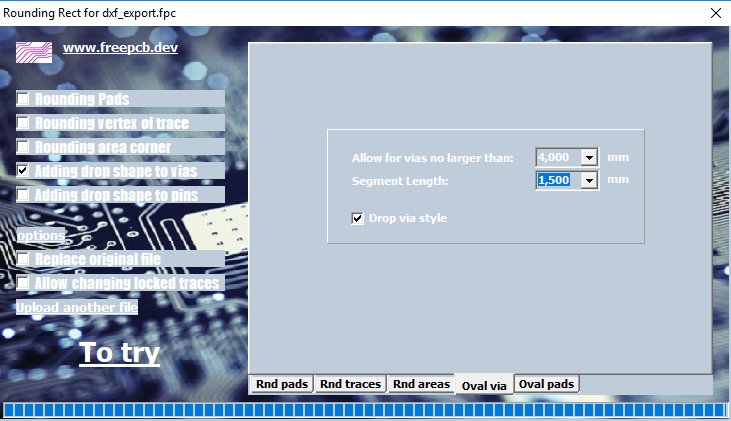 Rounding Rect for dxf_export.fpc
www.freepcb.dev
Rounding Pads
Rounding vertex of trace
Rounding area corner
Adding drop shape to vias
Adding drop shape to pins
options
Replace original file
Allow changing locked traces
Upload another file
To try
Allow for vias no larger than: 4,000 mm
Segment Length: 1,500 mm
Drop via style
Rnd pads Rnd traces Rnd areas Oval via Oval pads